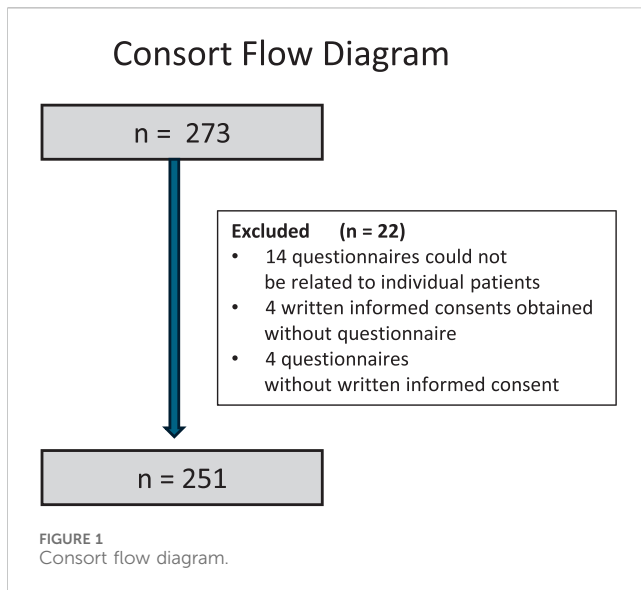 Consort Flow Diagram
n = 273
Excluded (n = 22)
• 14 questionnaires could not
be related to individual patients
• 4 written informed consents obtained
without questionnaire
• 4 questionnaires
without written informed consent
n = 251
FIGURE 1
Consort flow diagram.